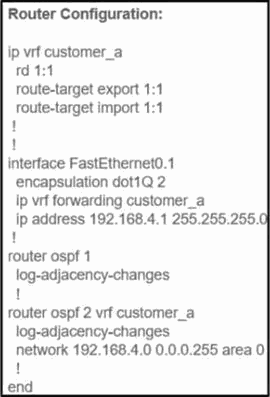 Router Configuration:
ip vrf customer_a
rd 1:1
route-target export 1:1
route-target import 1:1
!
!
interface FastEthernet0.1
encapsulation dot1Q 2
ip vrf forwarding customer_a
ip address 192.168.4.1 255.255.255.0
!
router ospf 1
log-adjacency-changes
!
router ospf 2 vrf customer_a
log-adjacency-changes
network 192.168.4.0 0.0.0.255 area 0
!
end